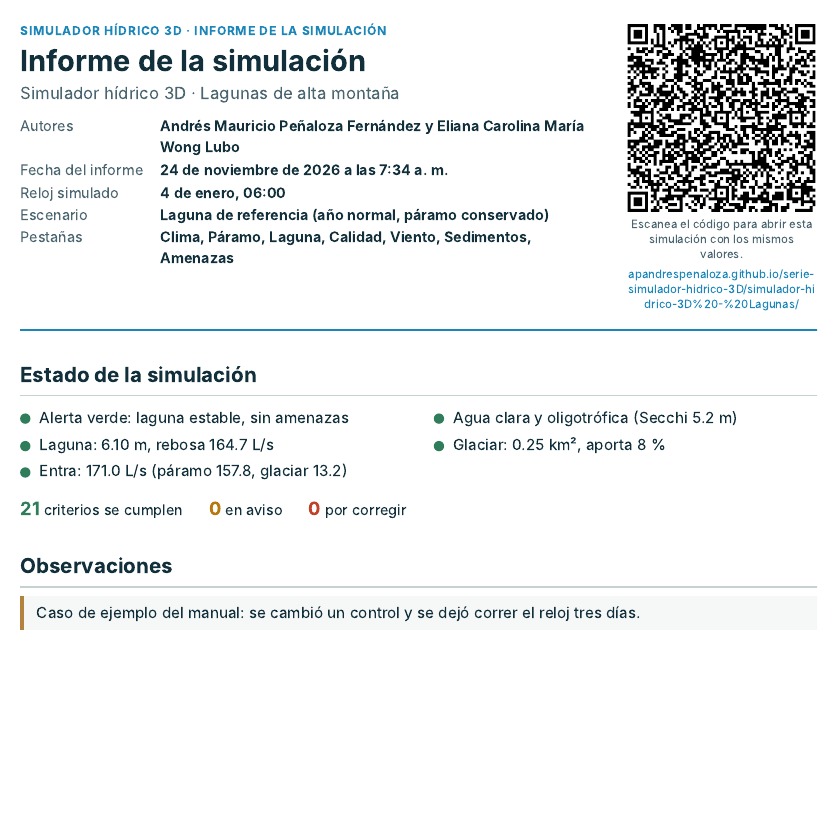 SIMULADOR HÍDRICO 3D · INFORME DE LA SIMULACIÓN
Informe de la simulación
Simulador hídrico 3D · Lagunas de alta montaña
Autores Andrés Mauricio Peñaloza Fernández y Eliana Carolina María
Wong Lubo
Fecha del informe 24 de noviembre de 2026 a las 7:34 a. m.
Reloj simulado 4 de enero, 06:00
Escenario Laguna de referencia (año normal, páramo conservado)
Pestañas Clima, Páramo, Laguna, Calidad, Viento, Sedimentos,
Amenazas
Escanea el código para abrir esta
simulación con los mismos
valores.
apandrespenaloza.github.io/serie-
simulador-hidrico-3D/simulador-hi
drico-3D%20-%20Lagunas/
Estado de la simulación
Alerta verde: laguna estable, sin amenazas
Agua clara y oligotrófica (Secchi 5.2 m)
Laguna: 6.10 m, rebosa 164.7 L/s
Glaciar: 0.25 km², aporta 8 %
Entra: 171.0 L/s (páramo 157.8, glaciar 13.2)
21 criterios se cumplen 0 en aviso 0 por corregir
Observaciones
Caso de ejemplo del manual: se cambió un control y se dejó correr el reloj tres días.